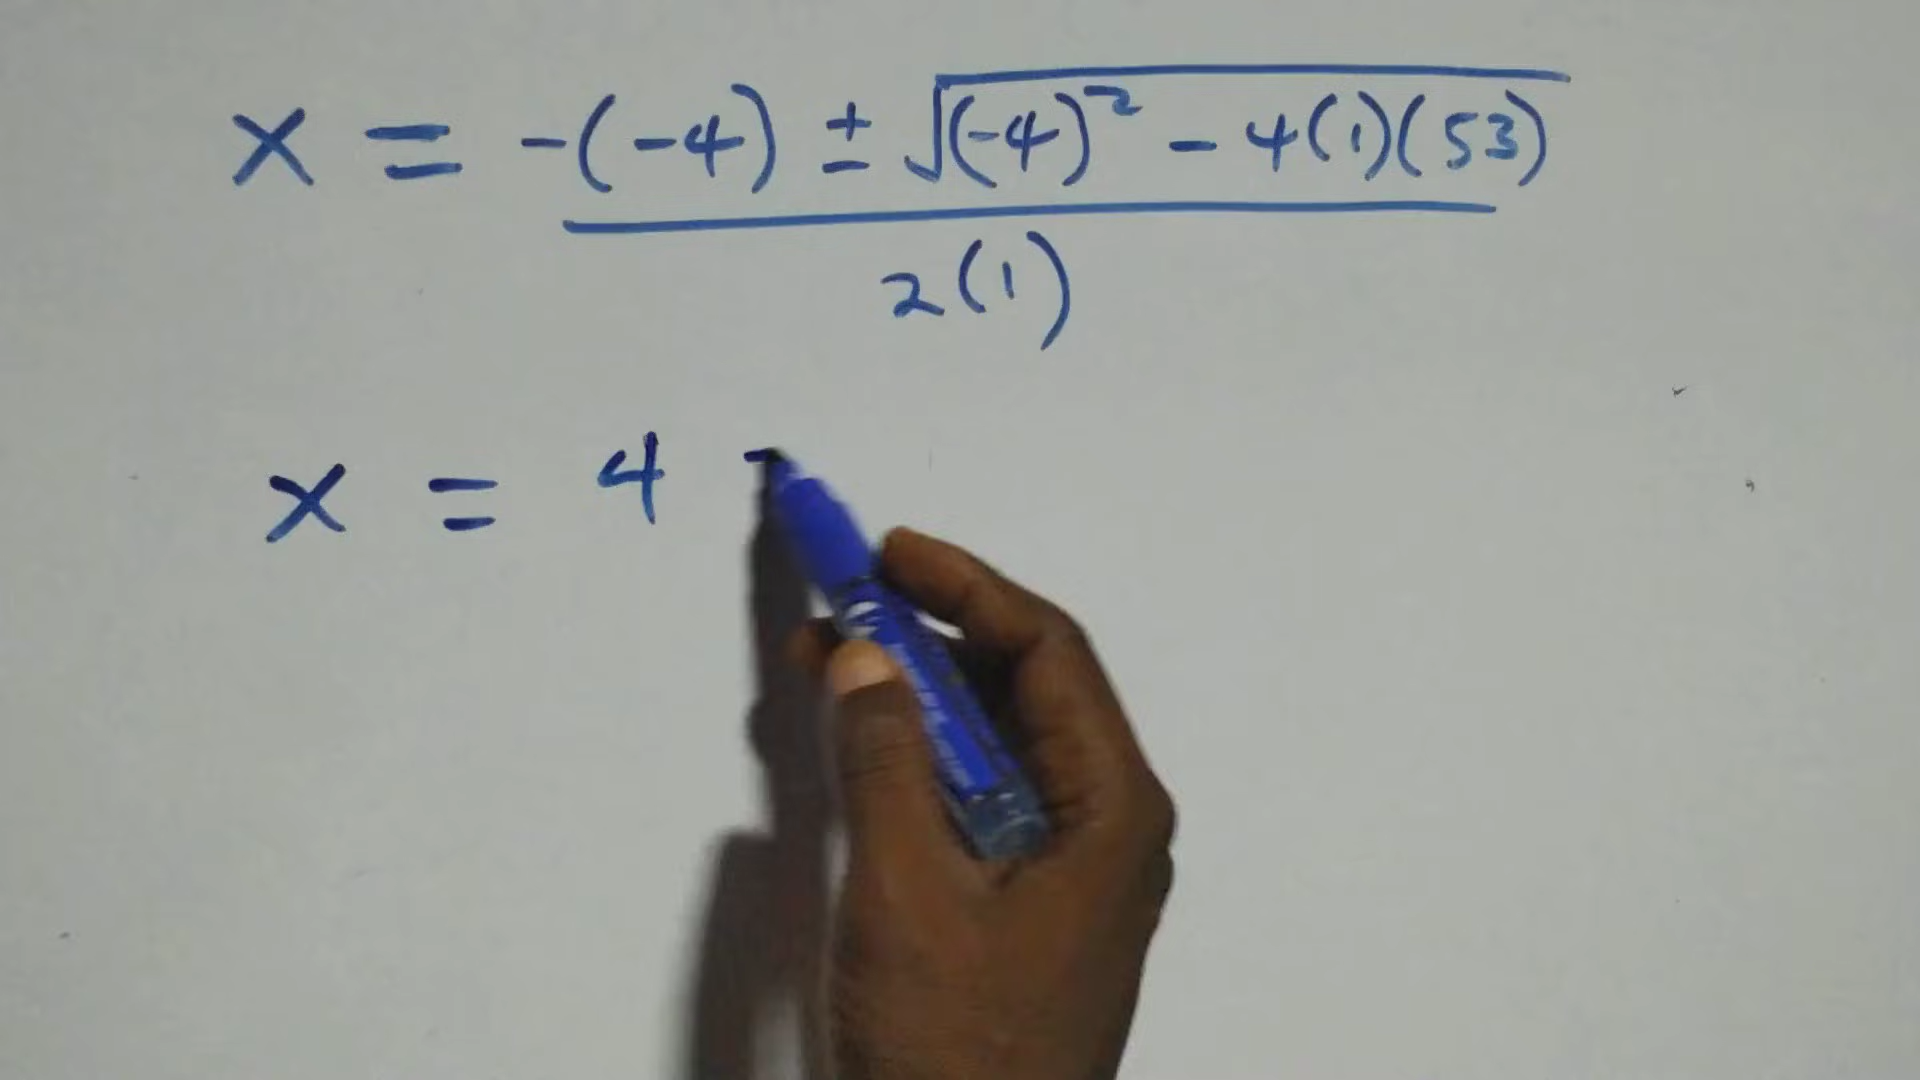 x = -(-4) ± √(-4)² - 4(1)(53)
2(1)
x = 4 -